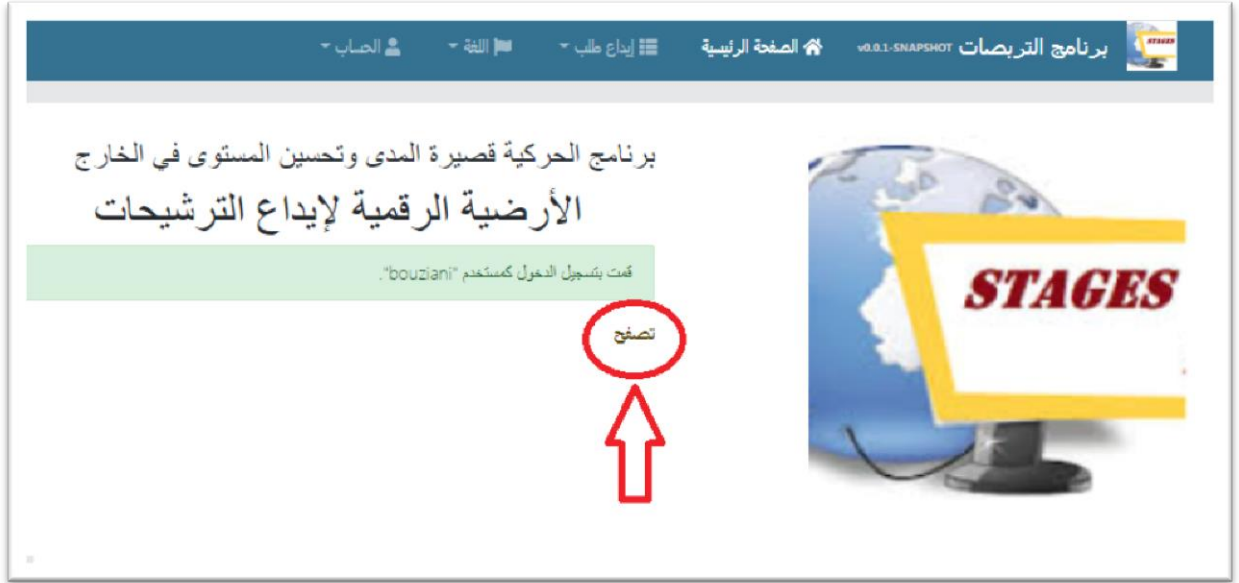 برنامج التربصات v0.0.1-SNAPSHOT الصفحة الرئيسية إيداع طلب اللغة الحساب
برنامج الحركية قصيرة المدى وتحسين المستوى في الخارج
الأرضية الرقمية لإيداع الترشيحات
قمت بتسجيل الدخول كمستخدم "bouziani".
تصفح
STAGES